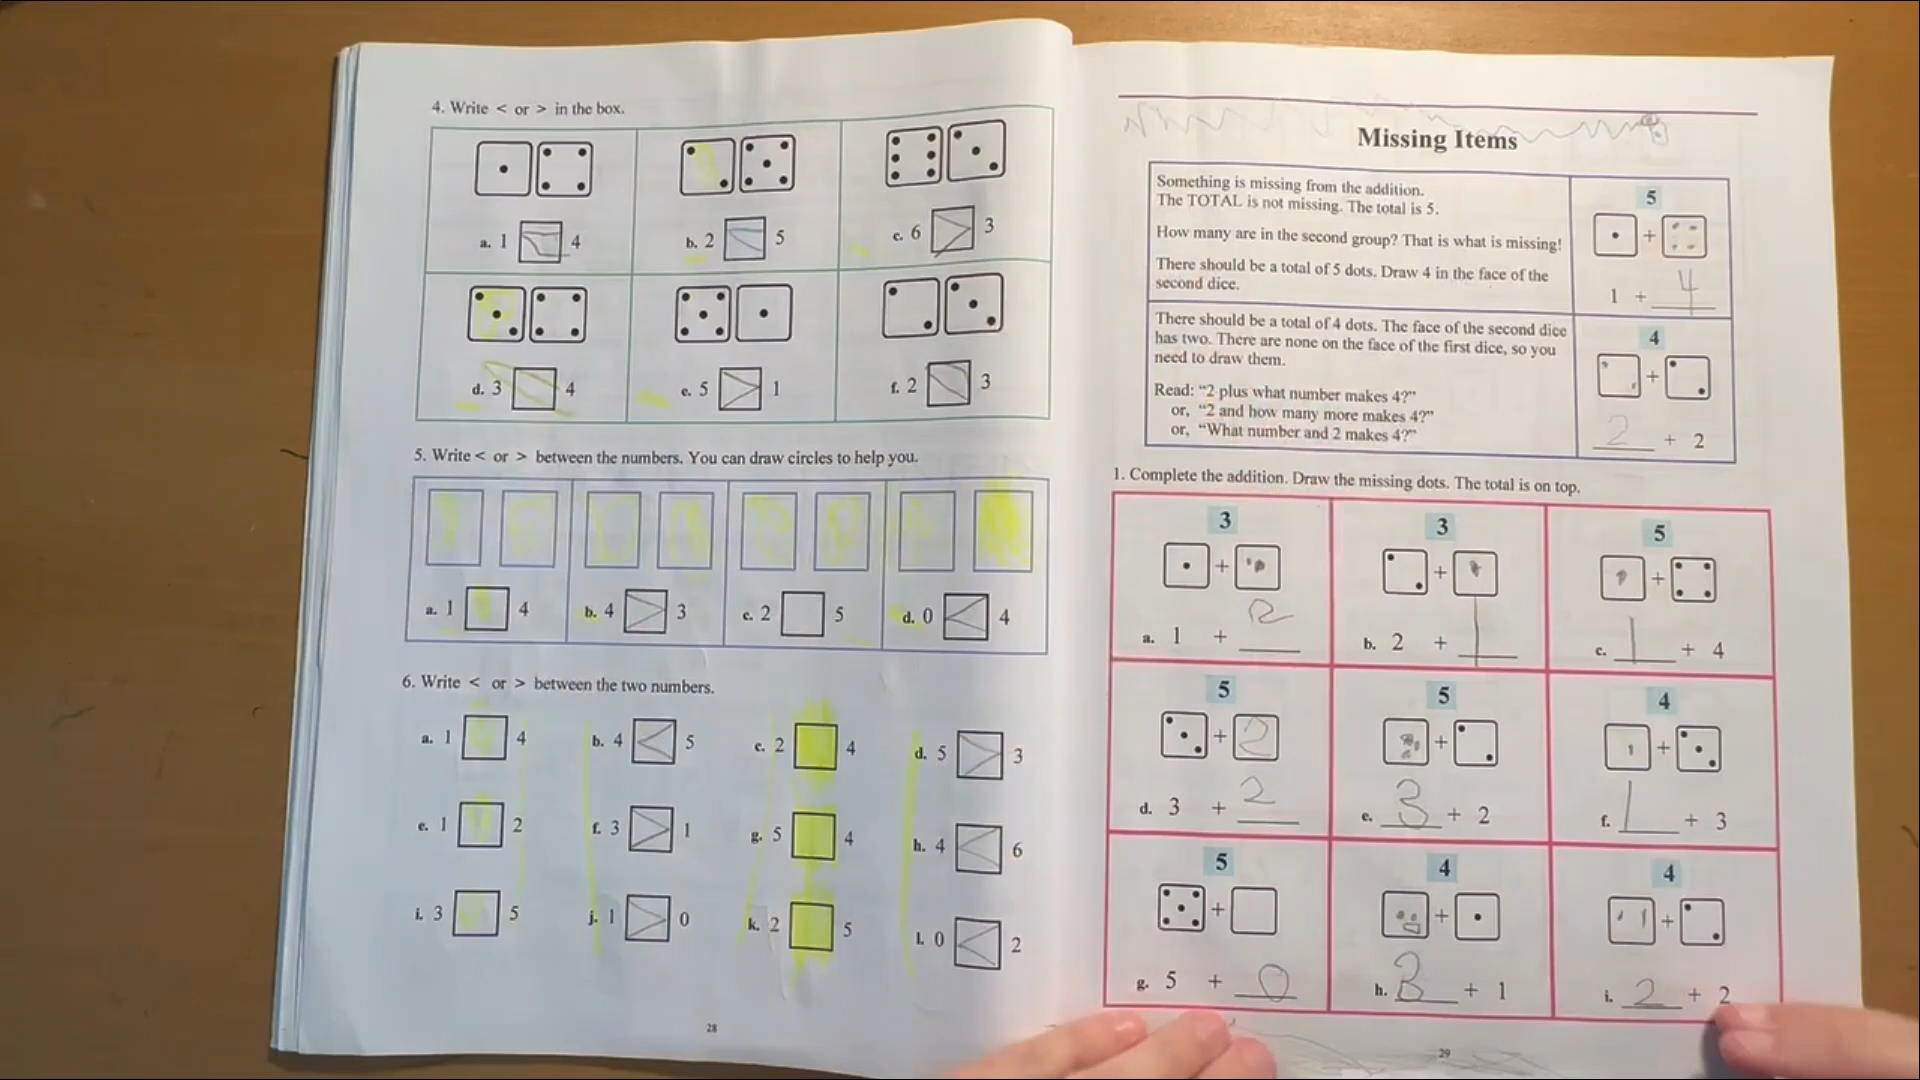 4. Write < or > in the box.
a. 1 4
b. 2 5
c. 6 > 3
d. 3 4
e. 5 > 1
f. 2 3
5. Write < or > between the numbers. You can draw circles to help you.
a. 1 4
b. 4 > 3
c. 2 5
d. 0 < 4
6. Write < or > between the two numbers.
a. 1 4
b. 4 < 5
c. 2 4
d. 5 > 3
e. 1 2
f. 3 > 1
g. 5 4
h. 4 < 6
i. 3 5
j. 1 > 0
k. 2 5
l. 0 < 2
28
Missing Items
Something is missing from the addition.
The TOTAL is not missing. The total is 5.
How many are in the second group? That is what is missing!
There should be a total of 5 dots. Draw 4 in the face of the
second dice.
5
+
1 + 4
There should be a total of 4 dots. The face of the second dice
has two. There are none on the face of the first dice, so you
need to draw them.
Read: “2 plus what number makes 4?”
or, “2 and how many more makes 4?”
or, “What number and 2 makes 4?”
4
+
2 + 2
1. Complete the addition. Draw the missing dots. The total is on top.
3
+
a. 1 + 2
3
+
b. 2 + 1
5
+
c. 1 + 4
5
+ 2
d. 3 + 2
5
+
e. 3 + 2
4
+
f. 1 + 3
5
+
g. 5 + 0
4
+
h. 3 + 1
4
+
i. 2 + 2
29